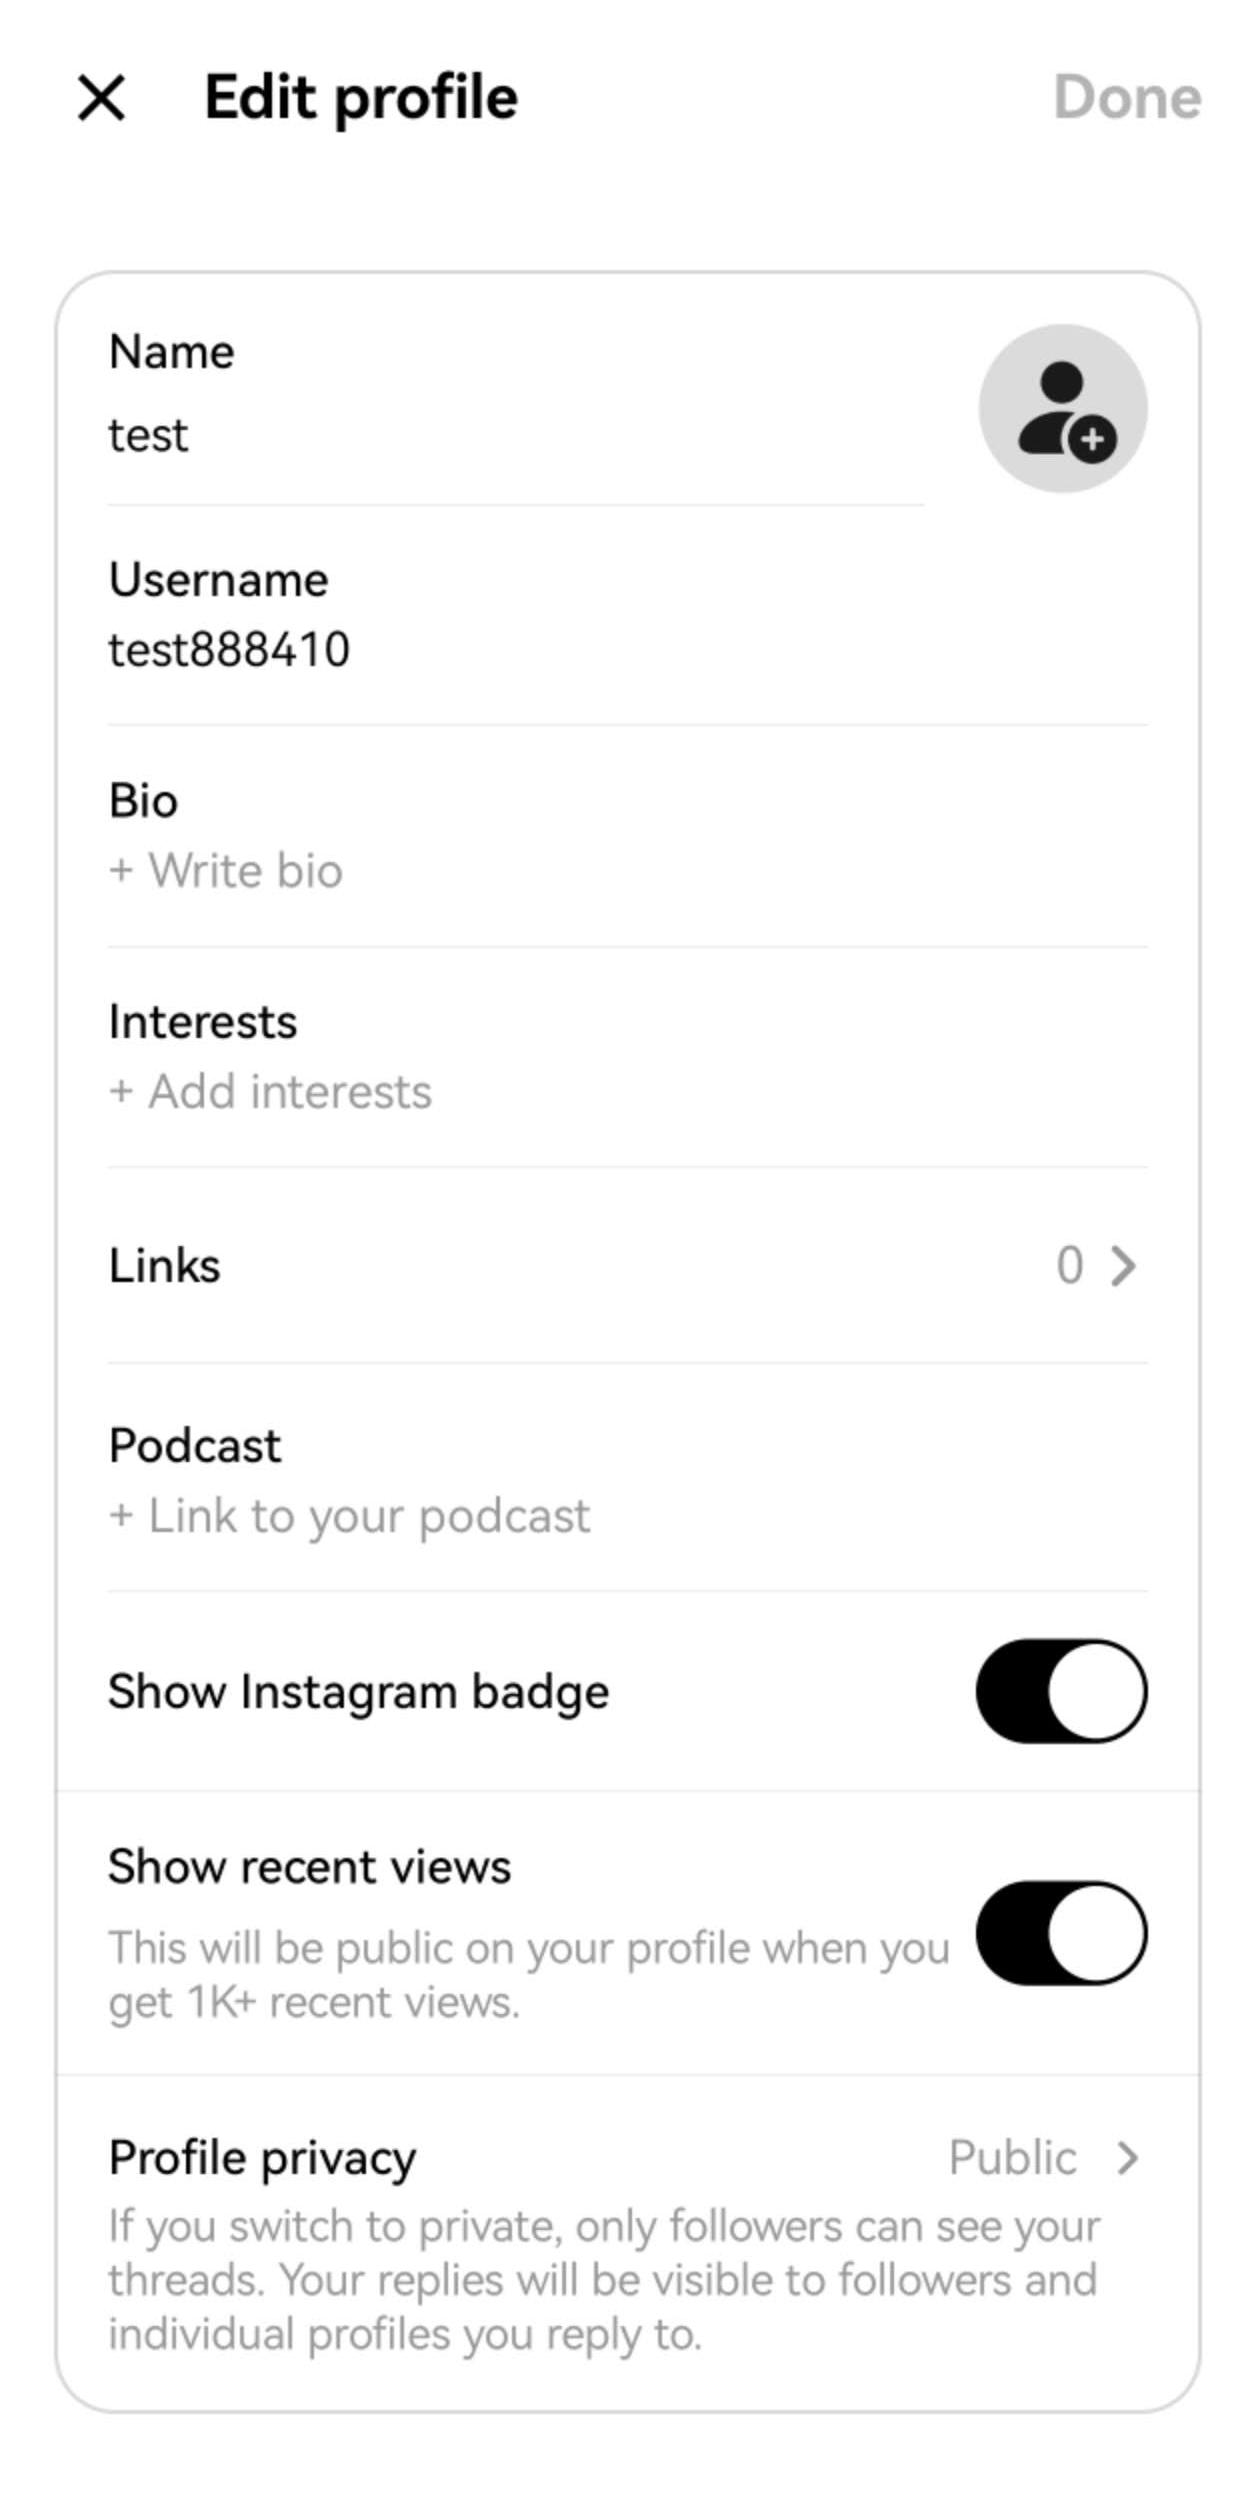 Edit profile
Done
Name
test
Username
test888410
Bio
+ Write bio
Interests
+ Add interests
Links
0
Podcast
+ Link to your podcast
Show Instagram badge
Show recent views
This will be public on your profile when you
get 1K+ recent views.
Profile privacy
Public
If you switch to private, only followers can see your
threads. Your replies will be visible to followers and
individual profiles you reply to.